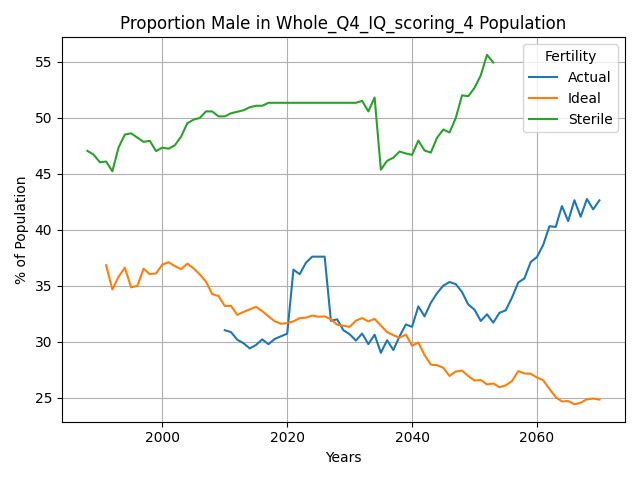 Proportion Male in Whole_Q4_IQ_scoring_4 Population
Fertility
Actual
Ideal
Sterile
% of Population
55
50
45
40
35
30
25
2000
2020
2040
2060
Years